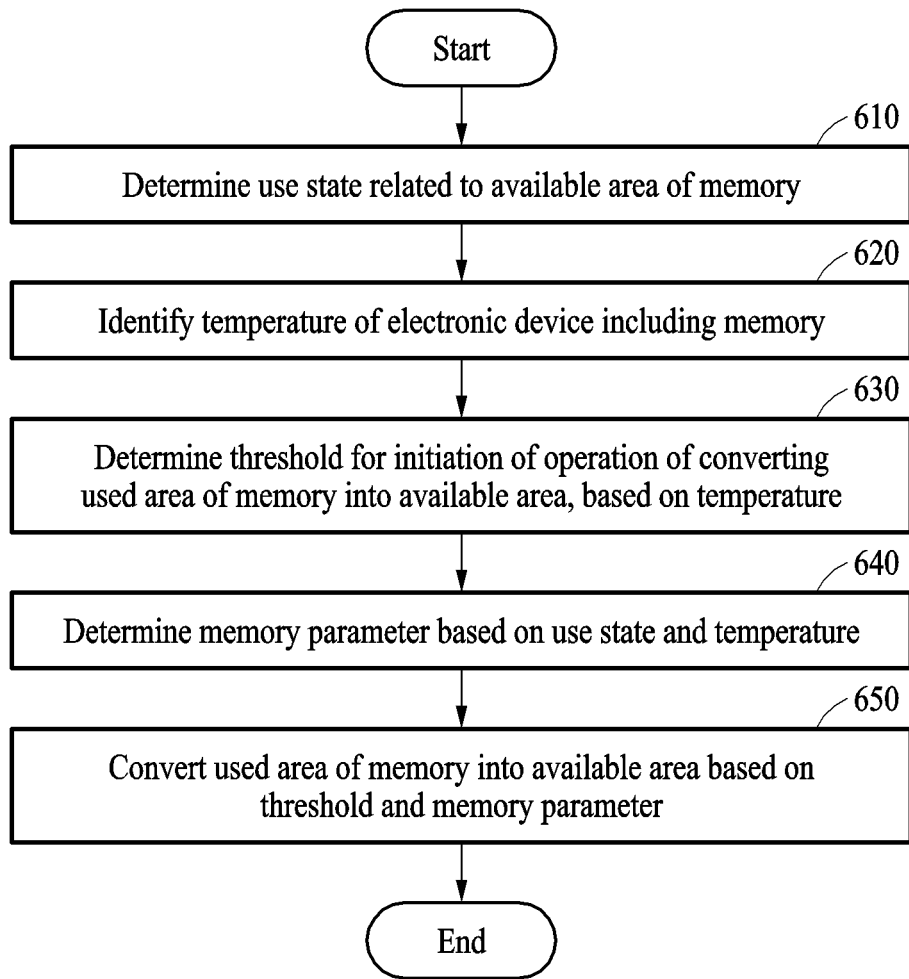 Start
610
Determine use state related to available area of memory
620
Identify temperature of electronic device including memory
630
Determine threshold for initiation of operation of converting
used area of memory into available area, based on temperature
640
Determine memory parameter based on use state and temperature
650
Convert used area of memory into available area based on
threshold and memory parameter
End